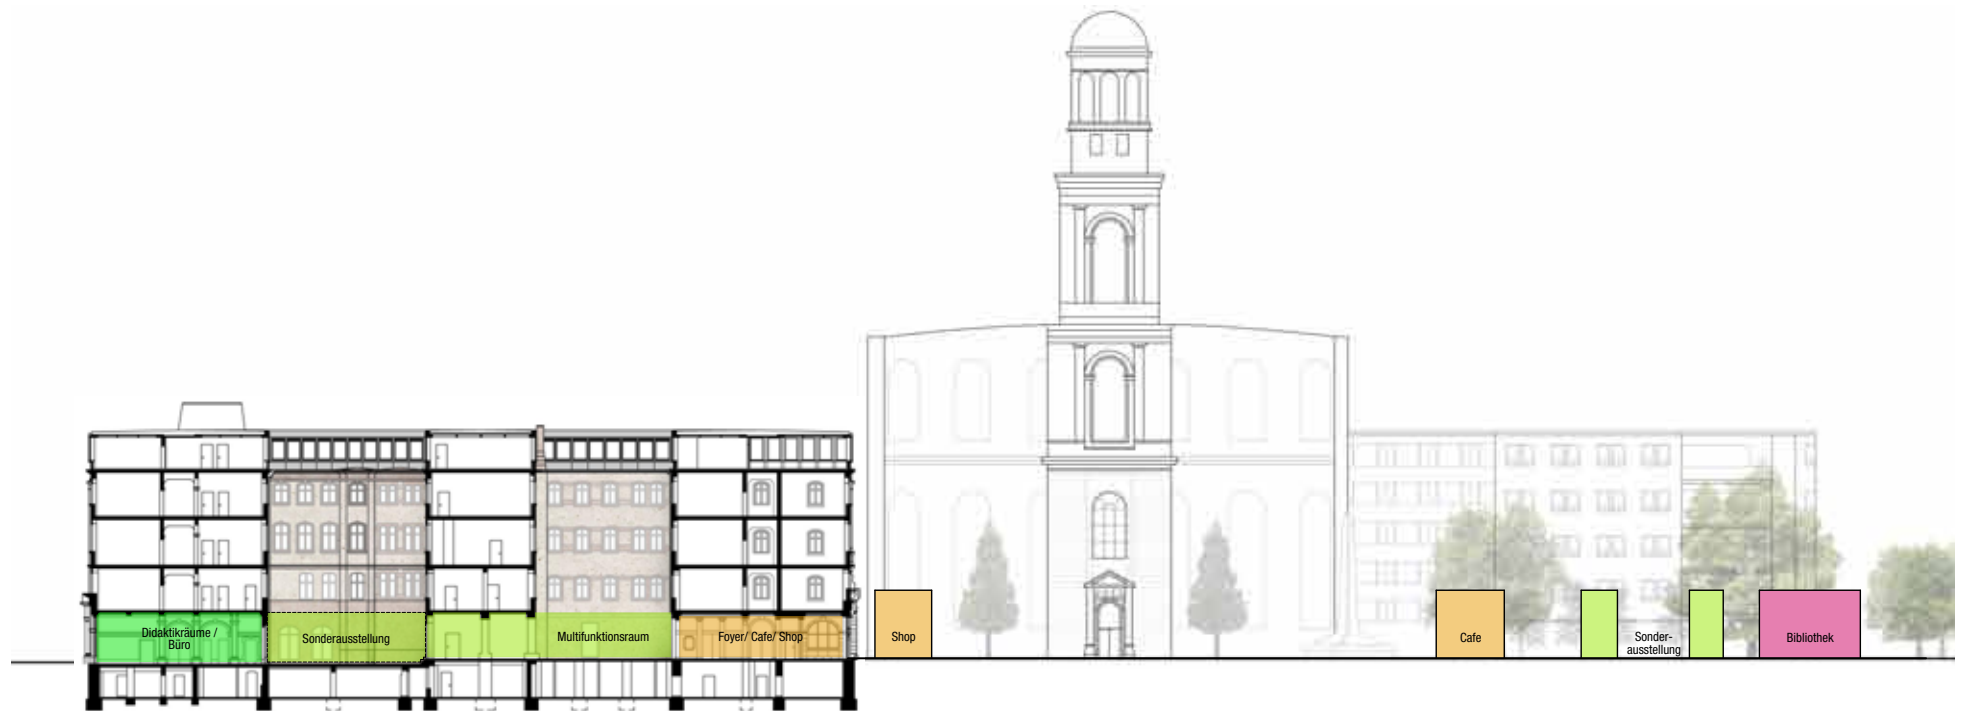 Didaktikräume /
Büro
Sonderausstellung
Multifunktionsraum
Foyer/ Cafe/ Shop
Shop
Cafe
Sonder-
ausstellung
Bibliothek